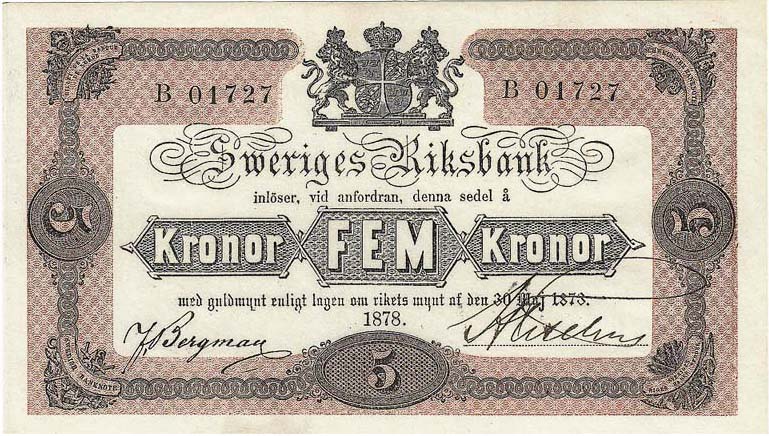 B 01727 B 01727
Sweriges Riksbank
inlöser, vid anfordran, denna sedel å
Kronor FEM Kronor
med guldmynt enligt lagen om rikets mynt af den 30 Maj 1873.
1878.
J. Bergman
5 5
5